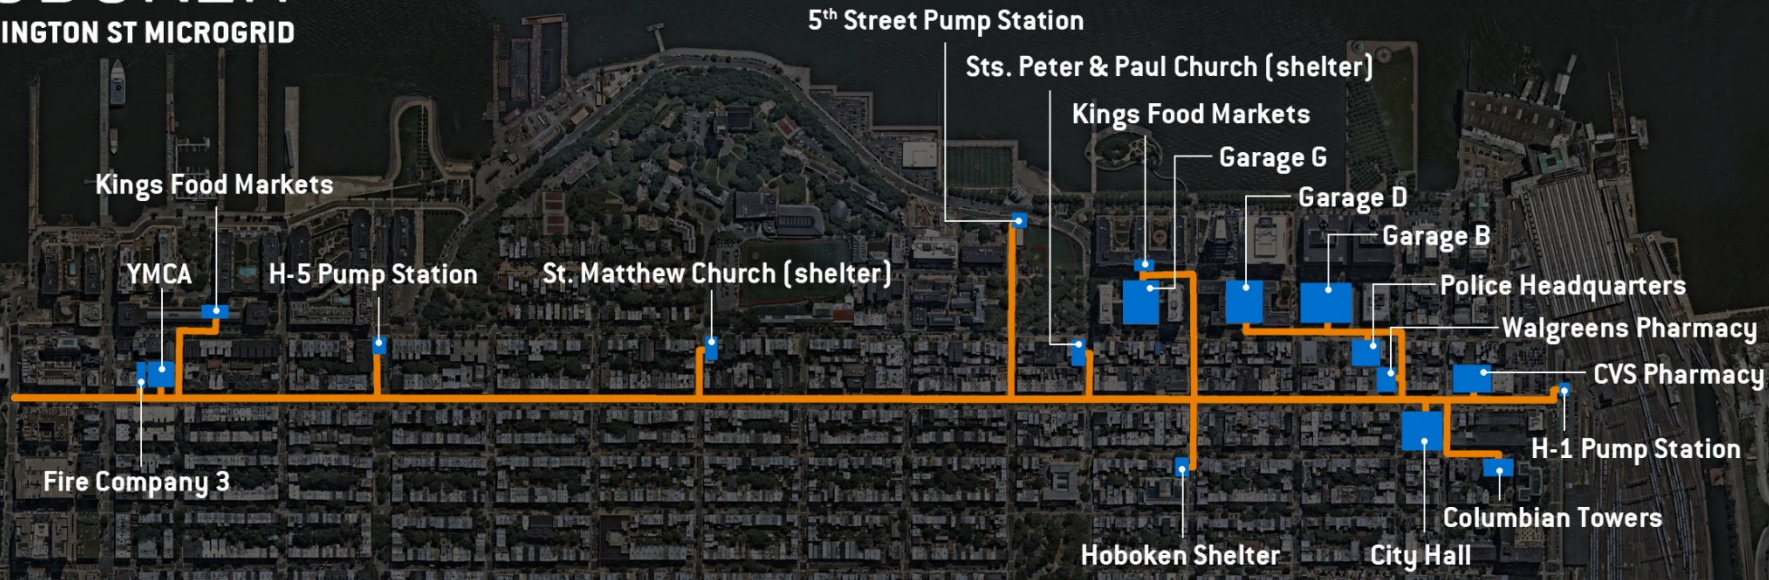 INGTON ST MICROGRID
5th Street Pump Station
Sts. Peter & Paul Church (shelter)
Kings Food Markets
Garage G
Kings Food Markets
Garage D
Garage B
YMCA
H-5 Pump Station
St. Matthew Church (shelter)
Police Headquarters
Walgreens Pharmacy
CVS Pharmacy
H-1 Pump Station
Fire Company 3
Columbian Towers
Hoboken Shelter
City Hall